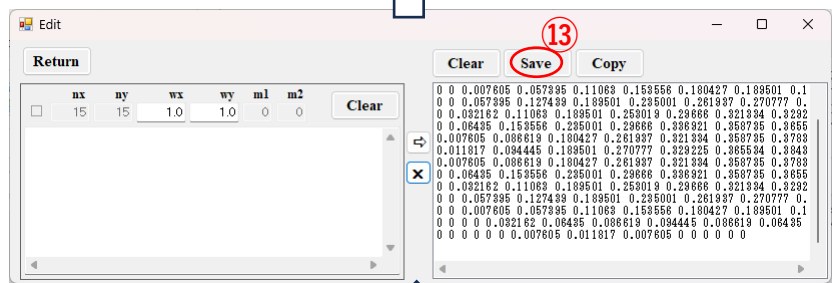 Edit
⑬
Return
Clear Save Copy
nx ny wx wy m1 m2
15 15 1.0 1.0 0 0 Clear
0 0 0.007605 0.057395 0.11063 0.153556 0.180427 0.189501 0.1
0 0 0.057395 0.127439 0.189501 0.235001 0.261937 0.270777 0.
0 0.032162 0.11063 0.189501 0.253019 0.29666 0.321334 0.3292
0 0.06435 0.153556 0.235001 0.29666 0.336921 0.358735 0.3655
0.007605 0.086619 0.180427 0.261937 0.321334 0.358735 0.3783
0.011817 0.094445 0.189501 0.270777 0.329225 0.365534 0.3843
0.007605 0.086619 0.180427 0.261937 0.321334 0.358735 0.3783
0 0.06435 0.153556 0.235001 0.29666 0.336921 0.358735 0.3655
0 0.032162 0.11063 0.189501 0.253019 0.29666 0.321334 0.3292
0 0 0.057395 0.127439 0.189501 0.235001 0.261937 0.270777 0.
0 0 0.007605 0.057395 0.11063 0.153556 0.180427 0.189501 0.1
0 0 0 0 0.032162 0.06435 0.086619 0.094445 0.086619 0.06435
0 0 0 0 0 0.007605 0.011817 0.007605 0 0 0 0 0 0